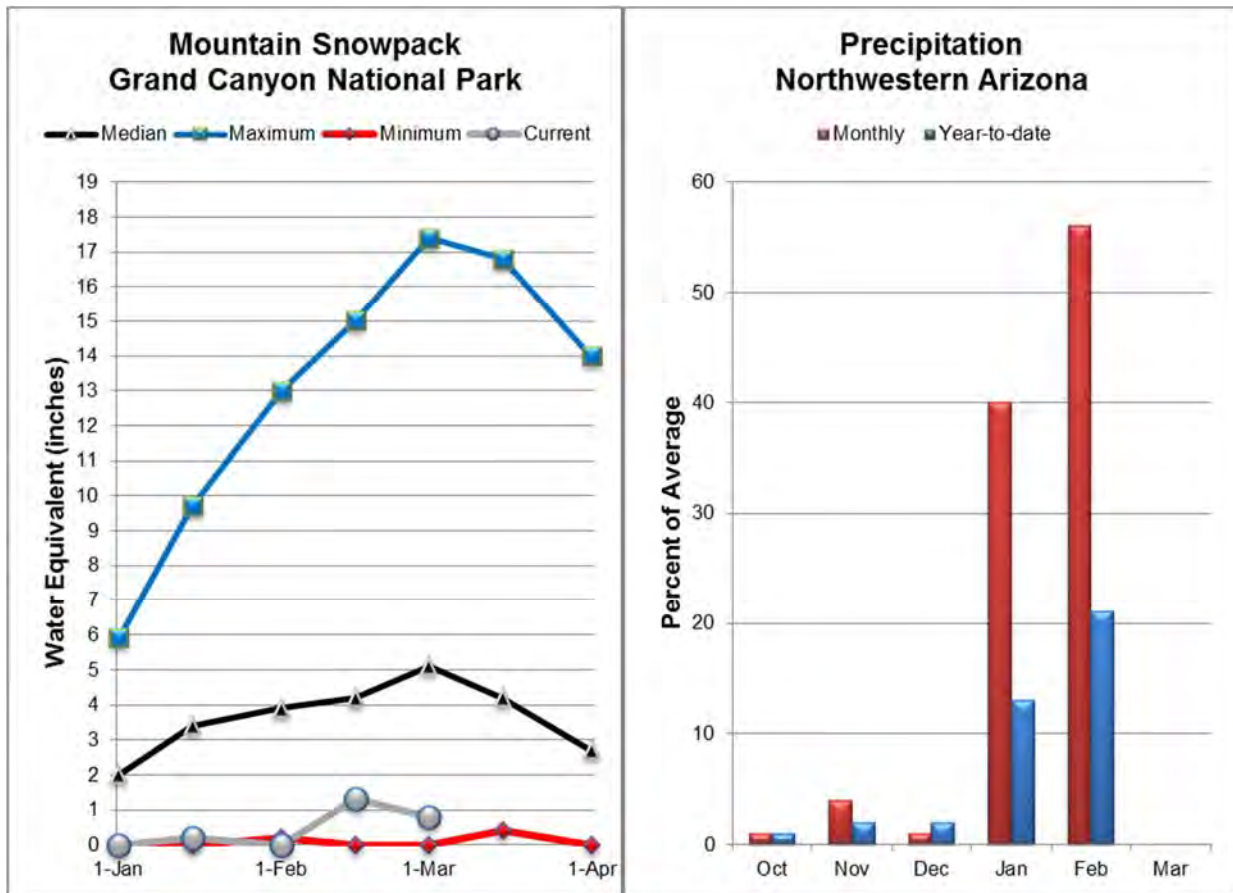 Mountain Snowpack
Grand Canyon National Park
Median Maximum Minimum Current
Water Equivalent (inches)
19
18
17
16
15
14
13
12
11
10
9
8
7
6
5
4
3
2
1
0
1-Jan 1-Feb 1-Mar 1-Apr
Precipitation
Northwestern Arizona
Monthly Year-to-date
Percent of Average
60
50
40
30
20
10
0
Oct Nov Dec Jan Feb Mar